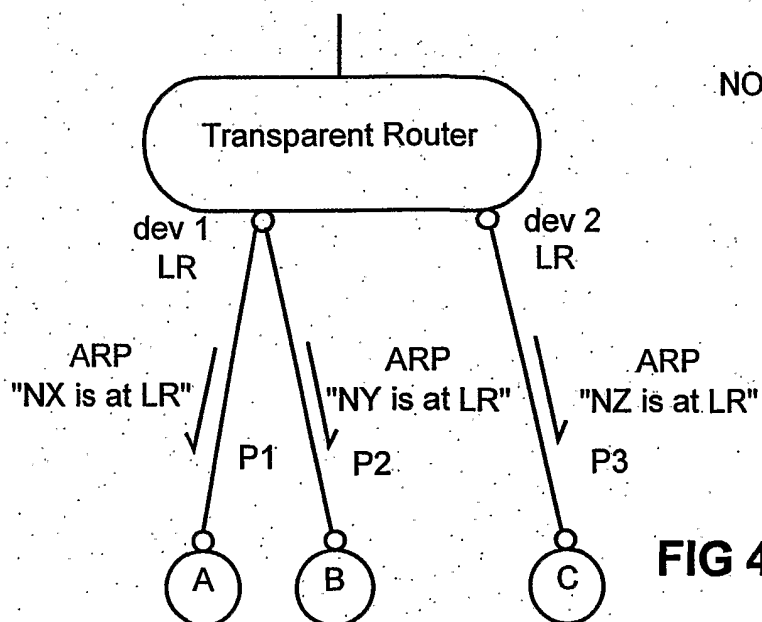 NO
Transparent Router
dev 1
LR
dev 2
LR
ARP
"NX is at LR"
ARP
"NY is at LR"
ARP
"NZ is at LR"
P1
P2
P3
A
B
C
FIG 4